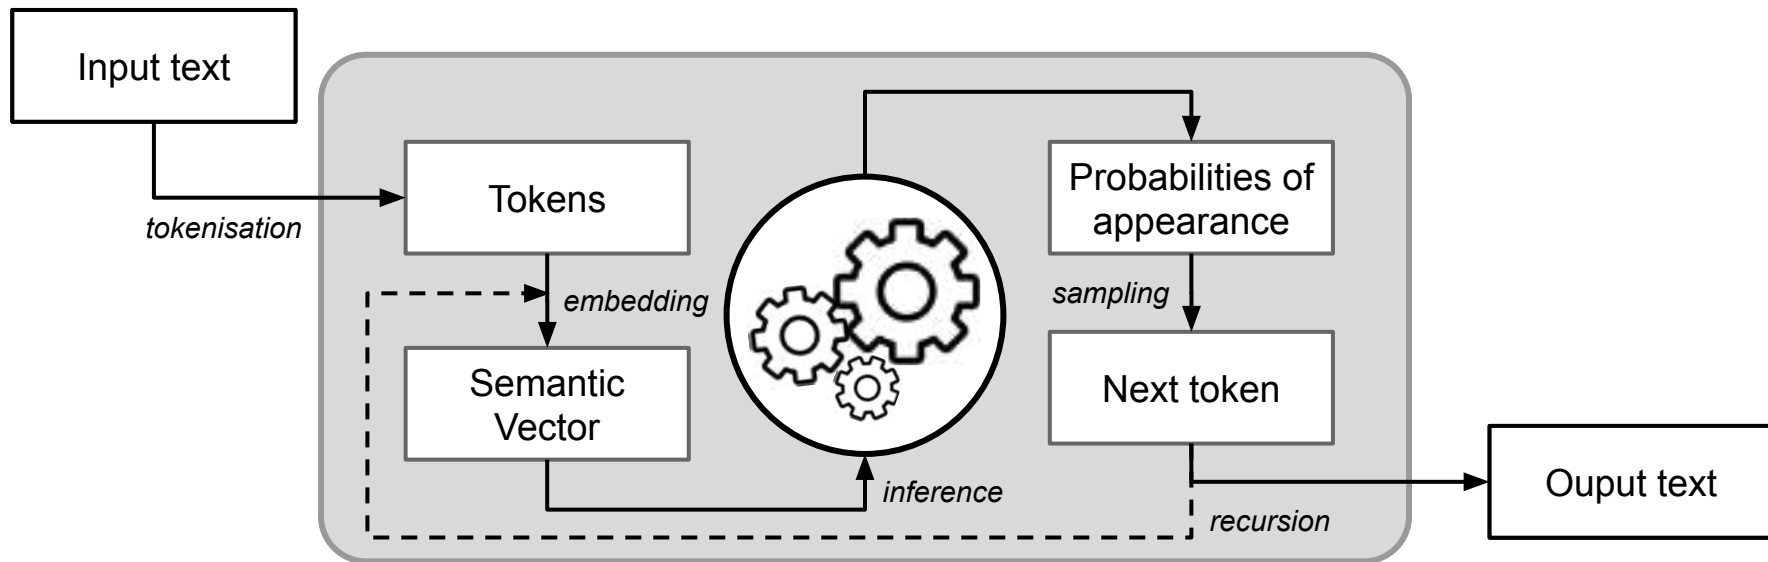 Input text
tokenisation
Tokens
embedding
Semantic
Vector
inference
Probabilities of
appearance
sampling
Next token
recursion
Ouput text